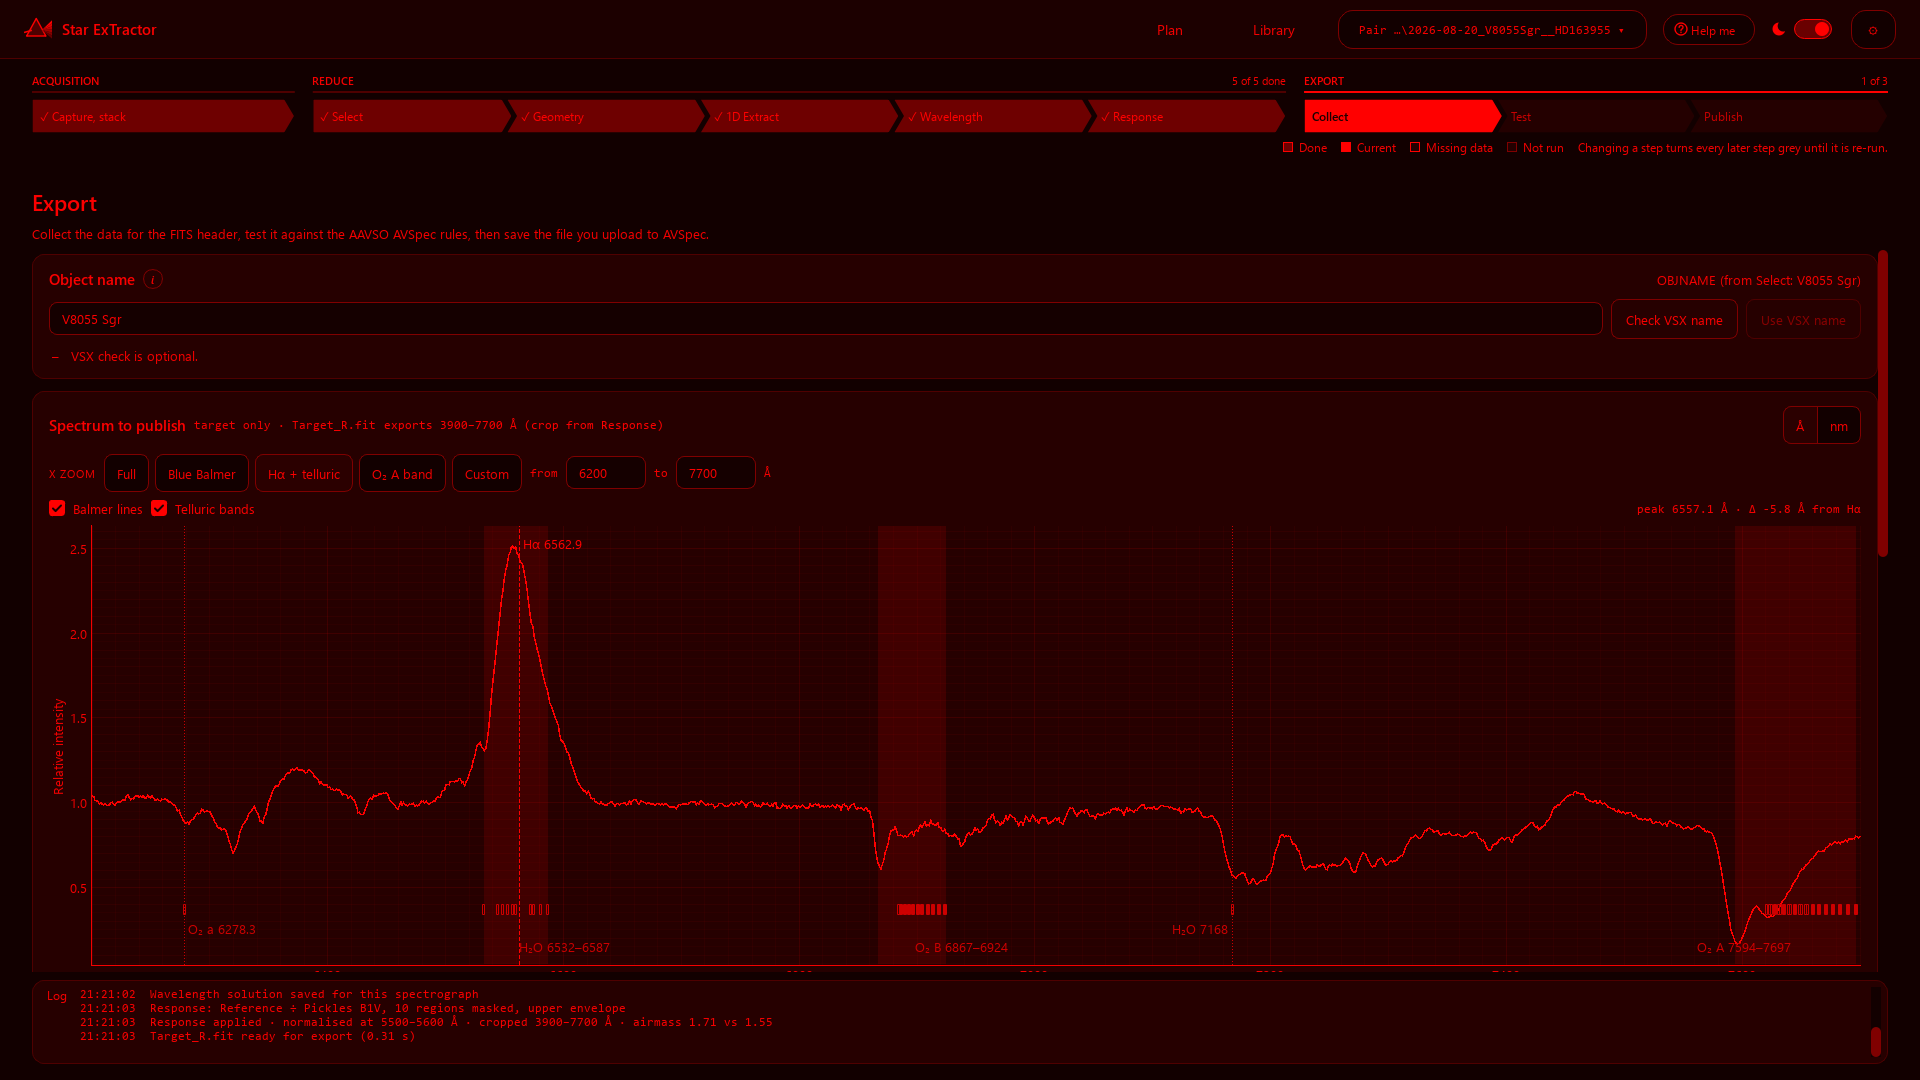 Star ExTractor
Plan
Library
Pair …\2026-08-20_V8055Sgr__HD163955 ▾
Help me
ACQUISITION
REDUCE
5 of 5 done
EXPORT
1 of 3
✓ Capture, stack
✓ Select
✓ Geometry
✓ 1D Extract
✓ Wavelength
✓ Response
Collect
Test
Publish
Done
Current
Missing data
Not run
Changing a step turns every later step grey until it is re-run.
Export
Collect the data for the FITS header, test it against the AAVSO AVSpec rules, then save the file you upload to AVSpec.
Object name i
OBJNAME (from Select: V8055 Sgr)
V8055 Sgr
Check VSX name
Use VSX name
– VSX check is optional.
Spectrum to publish target only · Target_R.fit exports 3900–7700 Å (crop from Response)
Å
nm
X ZOOM
Full
Blue Balmer
Hα + telluric
O₂ A band
Custom
from
6200
to
7700
Å
Balmer lines
Telluric bands
peak 6557.1 Å · Δ -5.8 Å from Hα
Relative intensity
2.5
2.0
1.5
1.0
0.5
Hα 6562.9
O₂ a 6278.3
H₂O 6532–6587
O₂ B 6867–6924
H₂O 7168
O₂ A 7594–7697
Log
21:21:02 Wavelength solution saved for this spectrograph
21:21:03 Response: Reference ÷ Pickles B1V, 10 regions masked, upper envelope
21:21:03 Response applied · normalised at 5500–5600 Å · cropped 3900–7700 Å · airmass 1.71 vs 1.55
21:21:03 Target_R.fit ready for export (0.31 s)